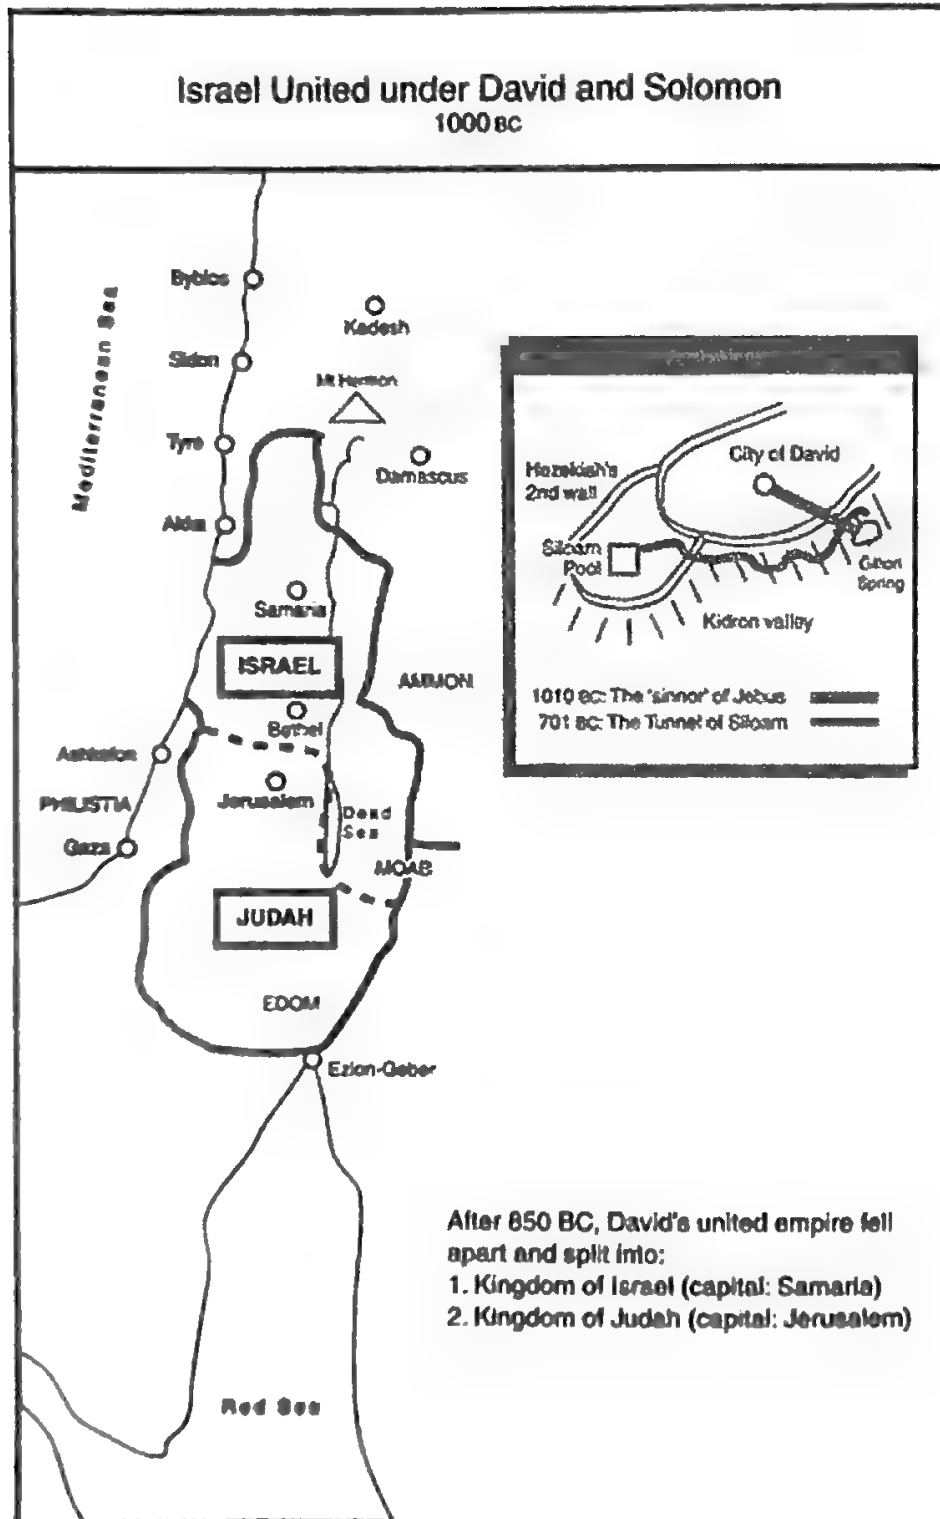 Israel United under David and Solomon
1000 BC
Byblos
Mediterranean Sea
Kadesh
Sidon
Mt Hermon
Tyre
Damascus
Hezekiah's
2nd wall
City of David
Siloam
Pool
Gihon
Spring
Kidron valley
Samaria
ISRAEL
AMMON
1010 BC: The 'sinnor' of Jebus
701 BC: The Tunnel of Siloam
Bethel
Ashkelon
Jerusalem
PHILISTIA
Dead
Sea
Gaza
MOAB
JUDAH
EDOM
Ezion-Geber
After 850 BC, David's united empire fell
apart and split into:
1. Kingdom of Israel (capital: Samaria)
2. Kingdom of Judah (capital: Jerusalem)
Red Sea